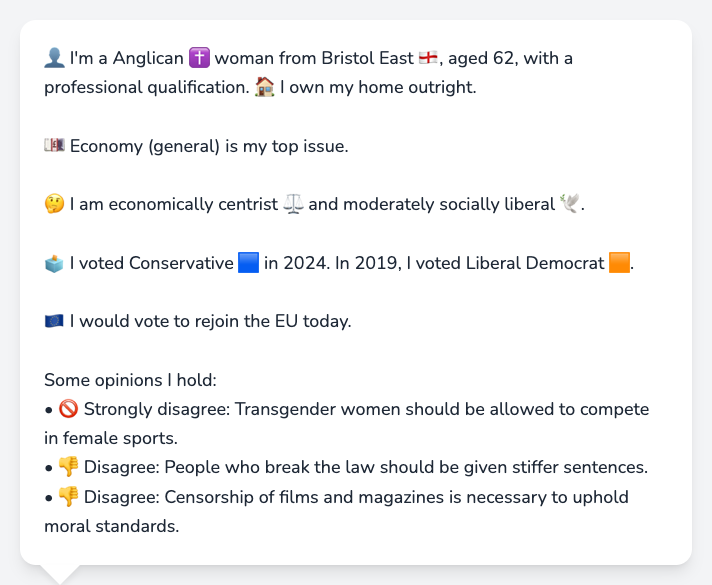 👤 I'm a Anglican ✝️ woman from Bristol East 🏴󠁧󠁢󠁥󠁮󠁧󠁿, aged 62, with a
professional qualification. 🏠 I own my home outright.
💷 Economy (general) is my top issue.
🤔 I am economically centrist ⚖️ and moderately socially liberal 🕊️.
🗳️ I voted Conservative 🟦 in 2024. In 2019, I voted Liberal Democrat 🟧.
🇪🇺 I would vote to rejoin the EU today.
Some opinions I hold:
• 🚫 Strongly disagree: Transgender women should be allowed to compete
in female sports.
• 👎 Disagree: People who break the law should be given stiffer sentences.
• 👎 Disagree: Censorship of films and magazines is necessary to uphold
moral standards.